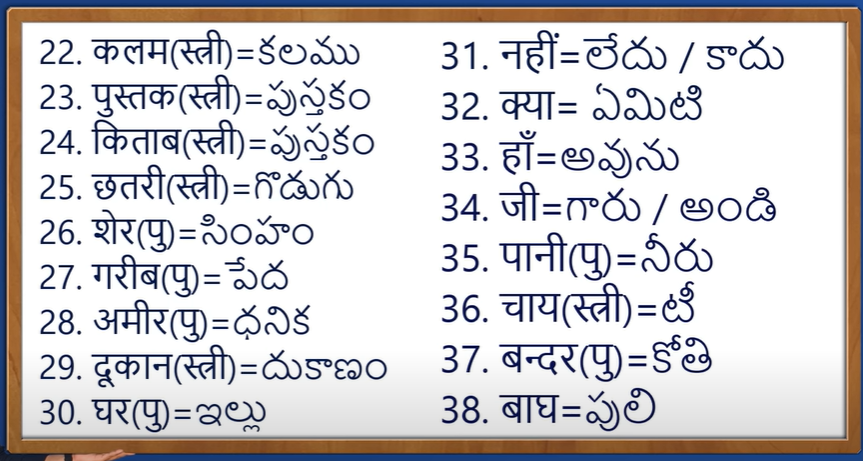 22. कलम(स्त्री)=కలము
23. पुस्तक(स्त्री)=పుస్తకం
24. किताब(स्त्री)=పుస్తకం
25. छतरी(स्त्री)=గొడుగు
26. शेर(पु)=సింహం
27. गरीब(पु)=పేద
28. अमीर(पु)=ధనిక
29. दूकान(स्त्री)=దుకాణం
30. घर(पु)=ఇల్లు
31. नहीं=లేదు / కాదు
32. क्या= ఏమిటి
33. हाँ=అవును
34. जी=గారు / అండి
35. पानी(पु)=నీరు
36. चाय(स्त्री)=టీ
37. बन्दर(पु)=కోతి
38. बाघ=పులి